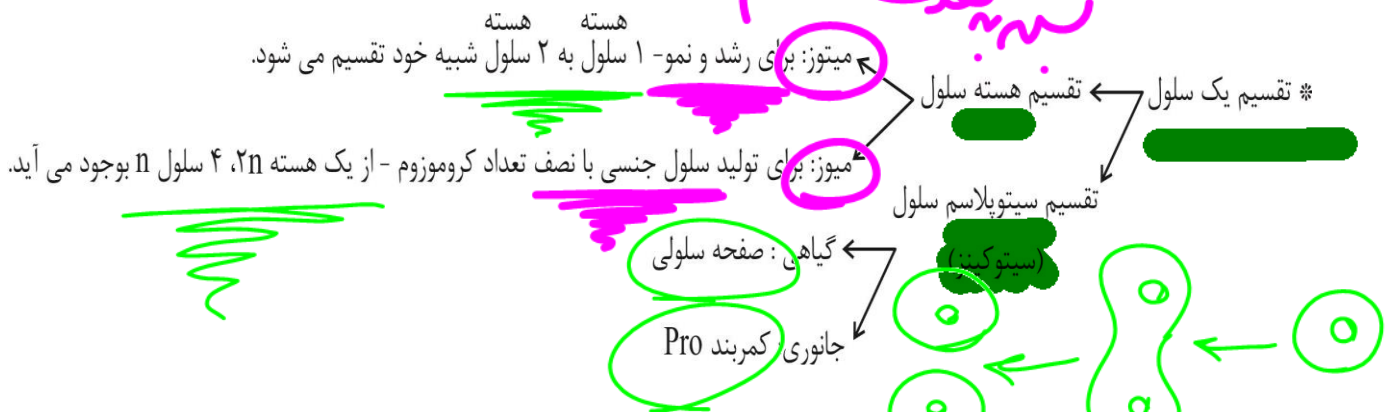 هسته هسته
میتوز: برای رشد و نمو- ۱ سلول به ۲ سلول شبیه خود تقسیم می شود.
* تقسیم یک سلول
تقسیم هسته سلول
میوز: برای تولید سلول جنسی با نصف تعداد کروموزوم - از یک هسته ۲n، ۴ سلول n بوجود می آید.
تقسیم سیتوپلاسم سلول
(سیتوکینز)
گیاهی : صفحه سلولی
جانوری: کمربند Pro